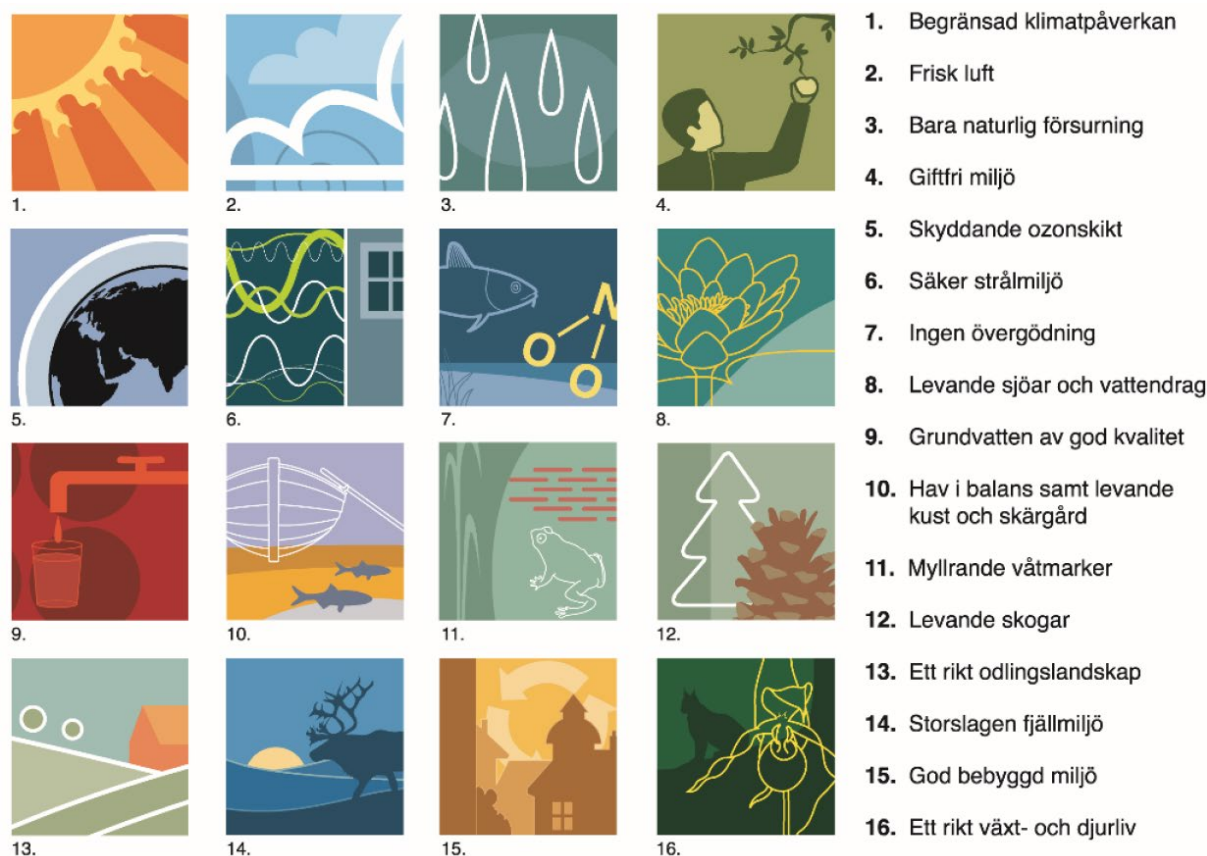 1.
2.
3.
4.
5.
6.
O
N
O
7.
8.
9.
10.
11.
12.
13.
14.
15.
16.
1. Begränsad klimatpåverkan
2. Frisk luft
3. Bara naturlig försurning
4. Giftfri miljö
5. Skyddande ozonskikt
6. Säker strålmiljö
7. Ingen övergödning
8. Levande sjöar och vattendrag
9. Grundvatten av god kvalitet
10. Hav i balans samt levande
kust och skärgård
11. Myllrande våtmarker
12. Levande skogar
13. Ett rikt odlingslandskap
14. Storslagen fjällmiljö
15. God bebyggd miljö
16. Ett rikt växt- och djurliv